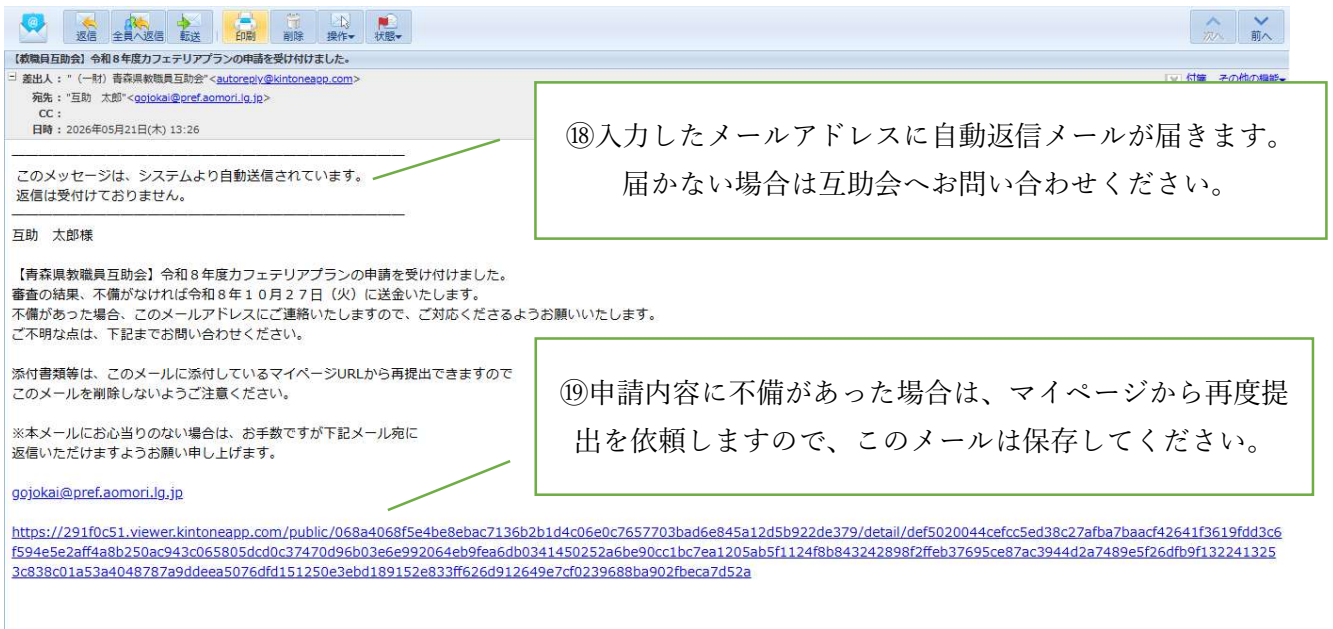 返信 全員へ返信 転送 印刷 削除 操作▾ 状態▾ 次へ 前へ
【教職員互助会】令和８年度カフェテリアプランの申請を受け付けました。
差出人："（一財）青森県教職員互助会"<autoreply@kintoneapp.com>
付箋 その他の機能▾
宛先："互助 太郎"<gojokai@pref.aomori.lg.jp>
CC：
日時：2026年05月21日(木) 13:26
⑱入力したメールアドレスに自動返信メールが届きます。
届かない場合は互助会へお問い合わせください。
このメッセージは、システムより自動送信されています。
返信は受付けておりません。
互助　太郎様
【青森県教職員互助会】令和８年度カフェテリアプランの申請を受け付けました。
審査の結果、不備がなければ令和８年１０月２７日（火）に送金いたします。
不備があった場合、このメールアドレスにご連絡いたしますので、ご対応くださるようお願いいたします。
ご不明な点は、下記までお問い合わせください。
添付書類等は、このメールに添付しているマイページURLから再提出できますので
このメールを削除しないようご注意ください。
⑲申請内容に不備があった場合は、マイページから再度提
出を依頼しますので、このメールは保存してください。
※本メールにお心当りのない場合は、お手数ですが下記メール宛に
返信いただけますようお願い申し上げます。
gojokai@pref.aomori.lg.jp
https://291f0c51.viewer.kintoneapp.com/public/068a4068f5e4be8ebac7136b2b1d4c06e0c7657703bad6e845a12d5b922de379/detail/def5020044cefcc5ed38c27afba7baacf42641f3619fdd3c6
f594e5e2aff4a8b250ac943c065805dcd0c37470d96b03e6e992064eb9fea6db0341450252a6be90cc1bc7ea1205ab5f1124f8b843242898f2ffeb37695ce87ac3944d2a7489e5f26dfb9f132241325
3c838c01a53a4048787a9ddeea5076dfd151250e3ebd189152e833ff626d912649e7cf0239688ba902fbeca7d52a